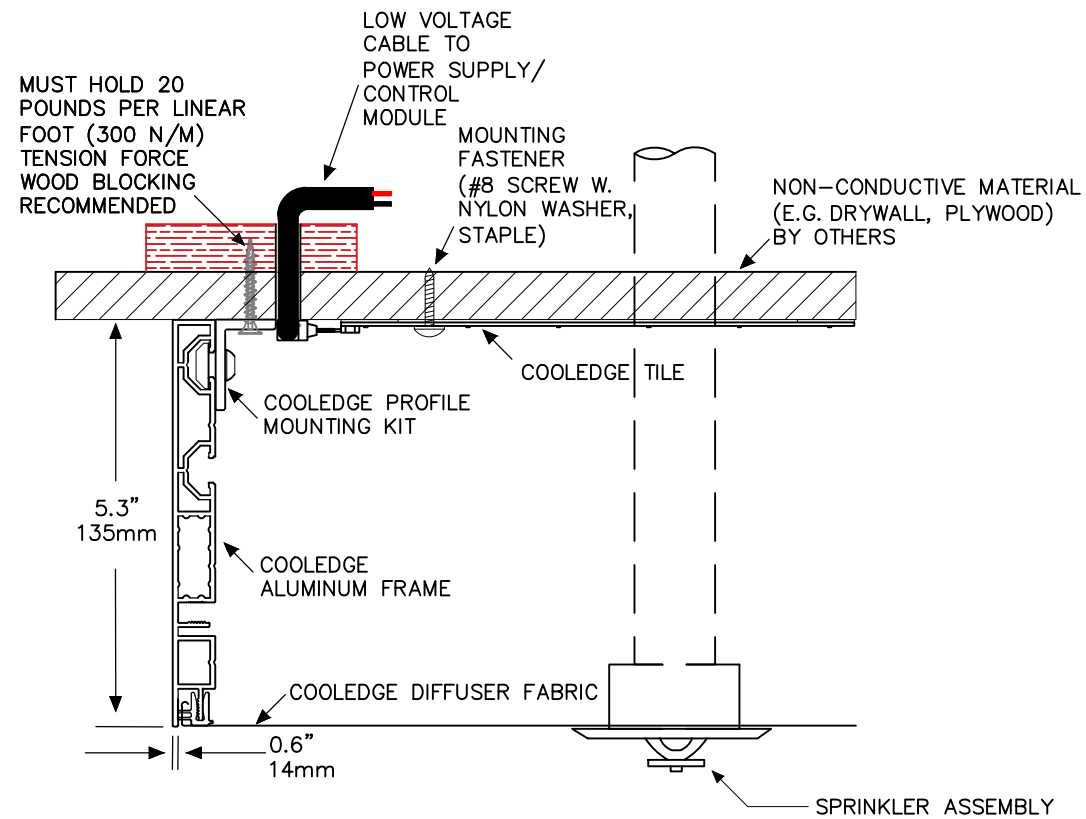 LOW VOLTAGE
CABLE TO
POWER SUPPLY/
CONTROL
MODULE
MUST HOLD 20
POUNDS PER LINEAR
FOOT (300 N/M)
TENSION FORCE
WOOD BLOCKING
RECOMMENDED
MOUNTING
FASTENER
(#8 SCREW W.
NYLON WASHER,
STAPLE)
NON-CONDUCTIVE MATERIAL
(E.G. DRYWALL, PLYWOOD)
BY OTHERS
COOLEDGE TILE
COOLEDGE PROFILE
MOUNTING KIT
5.3"
135mm
COOLEDGE
ALUMINUM FRAME
COOLEDGE DIFFUSER FABRIC
0.6"
14mm
SPRINKLER ASSEMBLY